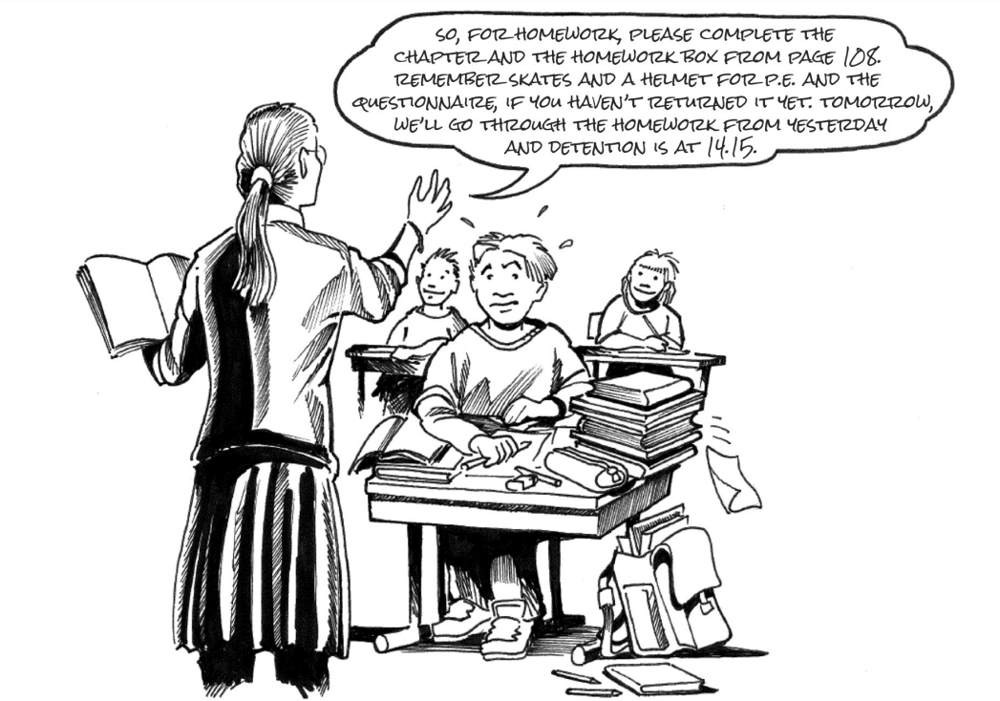 SO, FOR HOMEWORK, PLEASE COMPLETE THE
CHAPTER AND THE HOMEWORK BOX FROM PAGE 108.
REMEMBER SKATES AND A HELMET FOR P.E. AND THE
QUESTIONNAIRE, IF YOU HAVEN'T RETURNED IT YET. TOMORROW,
WE'LL GO THROUGH THE HOMEWORK FROM YESTERDAY
AND DETENTION IS AT 14.15.